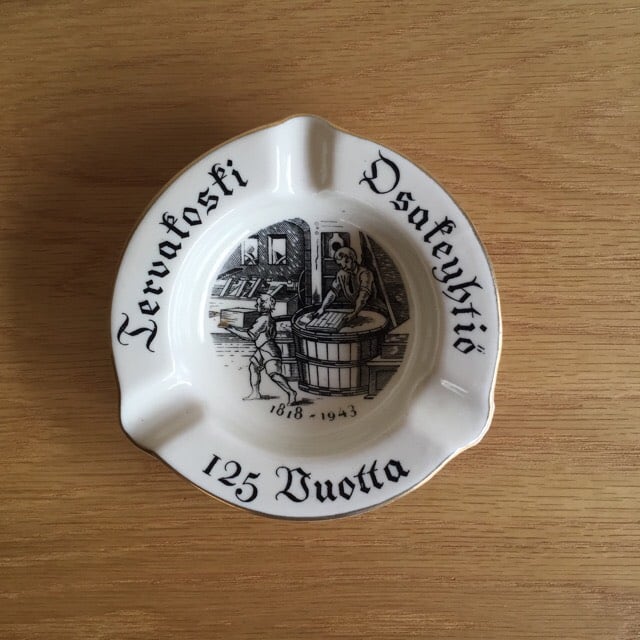 Tervakoski
Osakeyhtiö
1818-1943
125 Vuotta